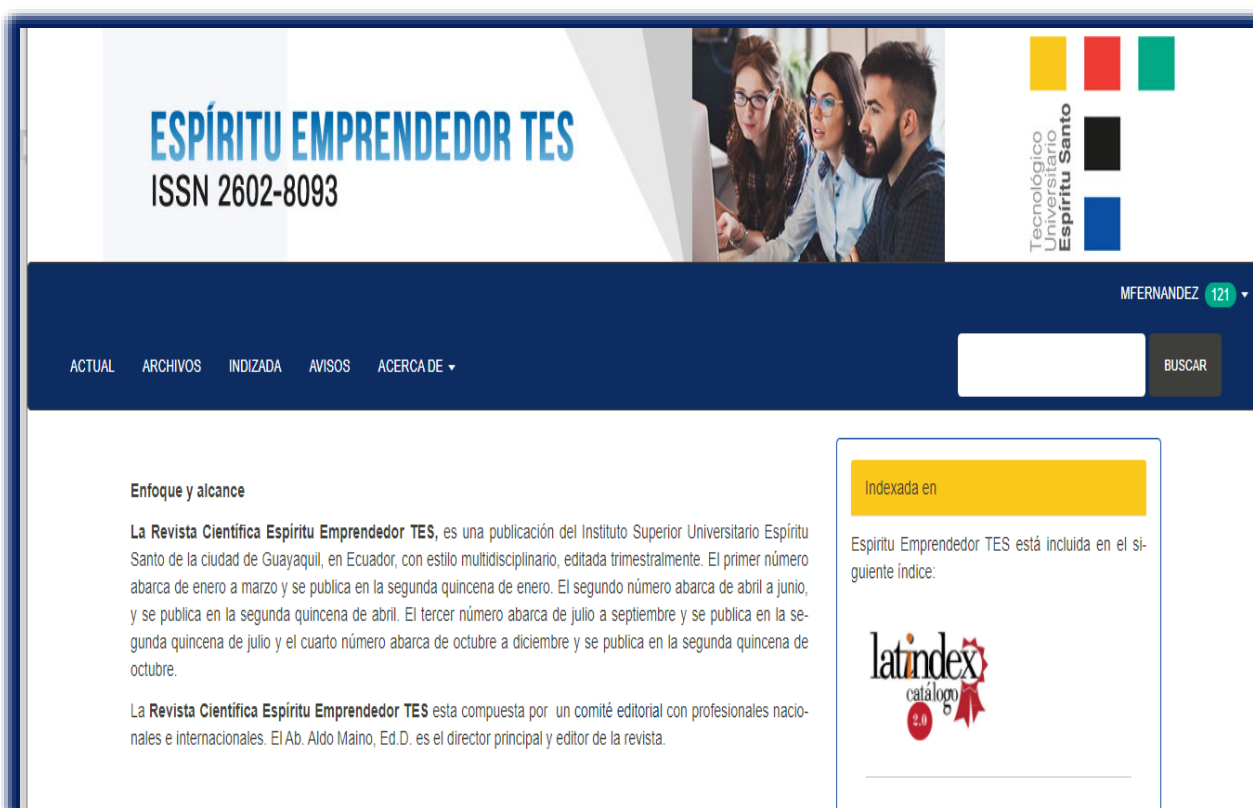 ESPÍRITU EMPRENDEDOR TES
ISSN 2602-8093
Tecnológico
Universitario
Espíritu Santo
MFERNANDEZ 121
ACTUAL ARCHIVOS INDIZADA AVISOS ACERCA DE
BUSCAR
Enfoque y alcance
La Revista Científica Espíritu Emprendedor TES, es una publicación del Instituto Superior Universitario Espíritu
Santo de la ciudad de Guayaquil, en Ecuador, con estilo multidisciplinario, editada trimestralmente. El primer número
abarca de enero a marzo y se publica en la segunda quincena de enero. El segundo número abarca de abril a junio,
y se publica en la segunda quincena de abril. El tercer número abarca de julio a septiembre y se publica en la se-
gunda quincena de julio y el cuarto número abarca de octubre a diciembre y se publica en la segunda quincena de
octubre.
La Revista Científica Espíritu Emprendedor TES esta compuesta por un comité editorial con profesionales nacio-
nales e internacionales. El Ab. Aldo Maino, Ed.D. es el director principal y editor de la revista.
Indexada en
Espiritu Emprendedor TES está incluida en el si-
guiente índice:
latindex
catálogo
2.0